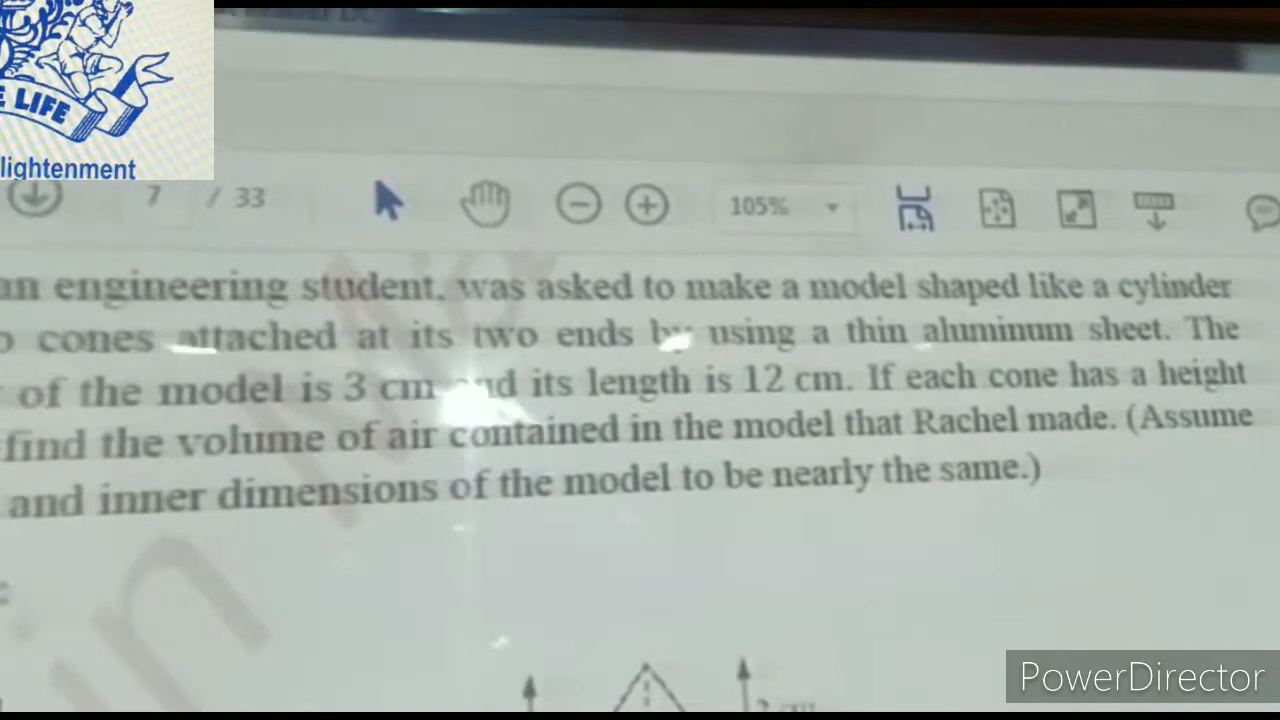 LIFE
lightenment
7 / 33
105%
an engineering student, was asked to make a model shaped like a cylinder
cones attached at its two ends by using a thin aluminum sheet. The
of the model is 3 cm and its length is 12 cm. If each cone has a height
find the volume of air contained in the model that Rachel made. (Assume
and inner dimensions of the model to be nearly the same.)
PowerDirector